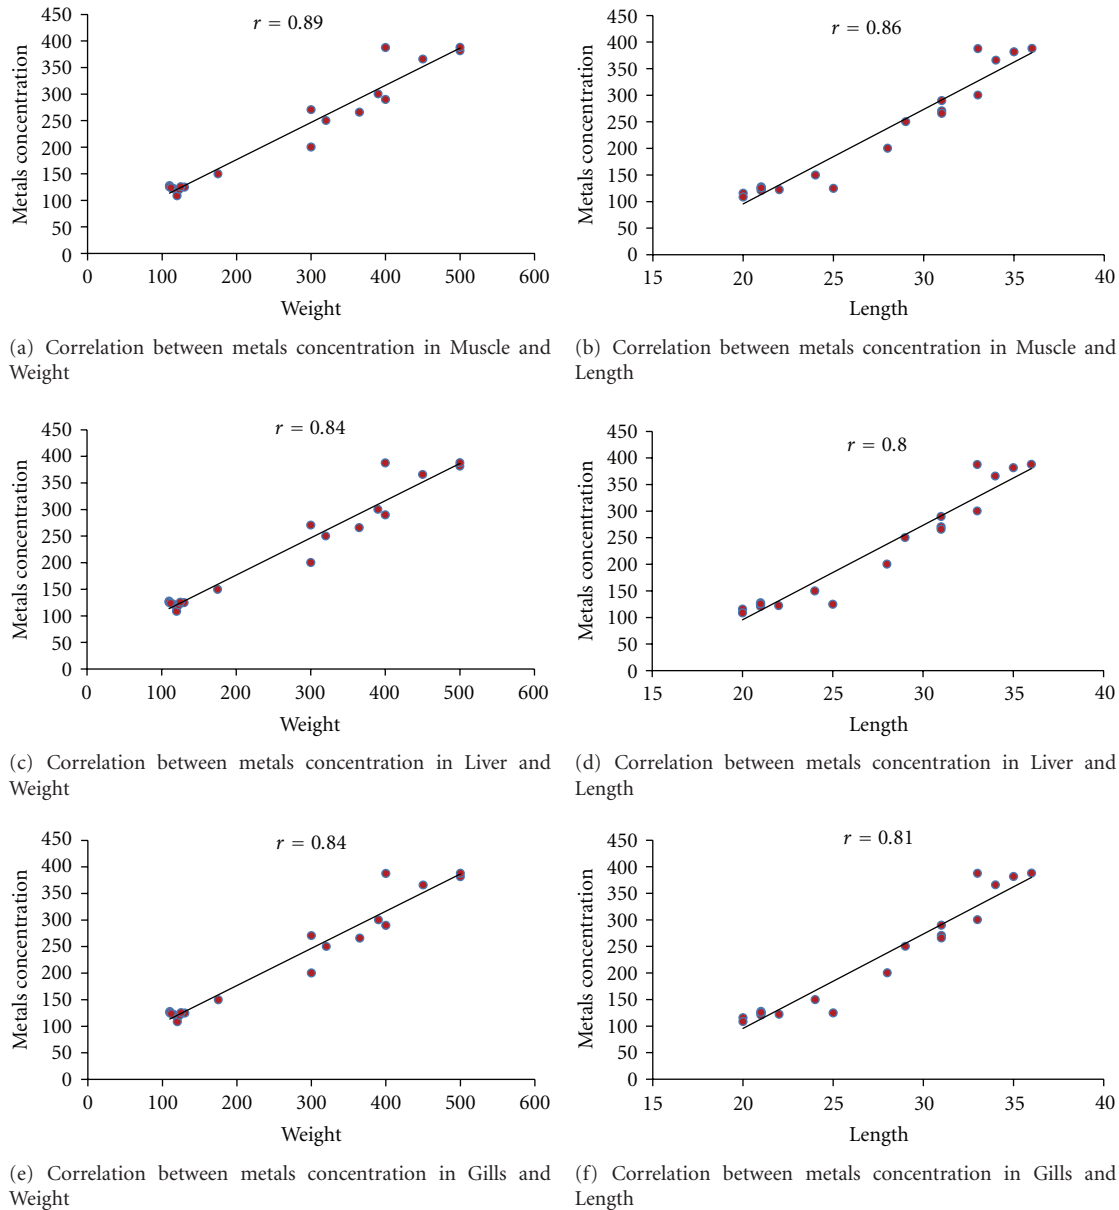 r = 0.89
450
400
350
300
250
200
150
100
50
0
Metals concentration
0 100 200 300 400 500 600
Weight
(a) Correlation between metals concentration in Muscle and
Weight
r = 0.86
450
400
350
300
250
200
150
100
50
0
Metals concentration
15 20 25 30 35 40
Length
(b) Correlation between metals concentration in Muscle and
Length
r = 0.84
450
400
350
300
250
200
150
100
50
0
Metals concentration
0 100 200 300 400 500 600
Weight
(c) Correlation between metals concentration in Liver and
Weight
r = 0.8
450
400
350
300
250
200
150
100
50
0
Metals concentration
15 20 25 30 35 40
Length
(d) Correlation between metals concentration in Liver and
Length
r = 0.84
450
400
350
300
250
200
150
100
50
0
Metals concentration
0 100 200 300 400 500 600
Weight
(e) Correlation between metals concentration in Gills and
Weight
r = 0.81
450
400
350
300
250
200
150
100
50
0
Metals concentration
15 20 25 30 35 40
Length
(f) Correlation between metals concentration in Gills and
Length